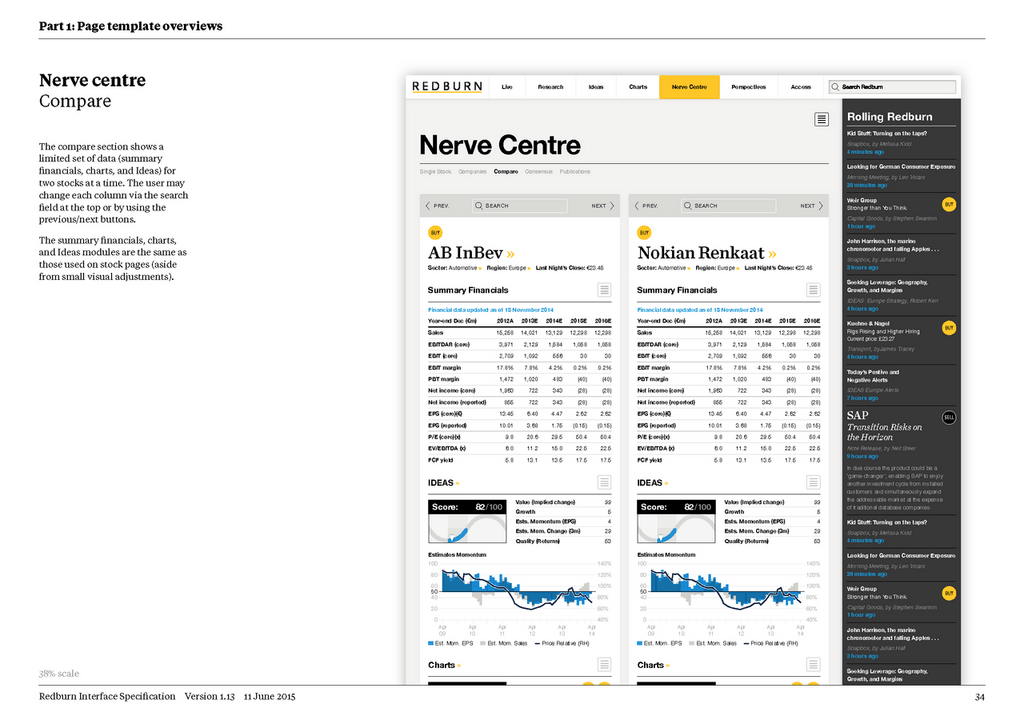 Part 1: Page template overviews
Nerve centre
Compare
The compare section shows a
limited set of data (summary
financials, charts, and Ideas) for
two stocks at a time. The user may
change each column via the search
field at the top or by using the
previous/next buttons.
The summary financials, charts,
and Ideas modules are the same as
those used on stock pages (aside
from small visual adjustments).
38% scale
REDBURN Live Research Ideas Charts Nerve Centre Perspectives Access Search Redburn
Nerve Centre
Single Stock Companies Compare Consensus Publications
PREV. SEARCH NEXT
BUY
AB InBev »
Sector: Automotive Region: Europe Last Night's Close: €23.45
Summary Financials
Financial data updated as of 15 November 2014
Year-end Dec (€m) 2012A 2013E 2014E 2015E 2016E
Sales 15,258 14,021 13,129 12,298 12,298
EBITDAR (core) 3,971 2,129 1,584 1,058 1,058
EBIT (core) 2,709 1,092 556 30 30
EBIT margin 17.8% 7.8% 4.2% 0.2% 0.2%
PBT margin 1,472 1,020 483 (40) (40)
Net income (core) 722 343 (28) (28)
Net income (reported) 855 722 343 (28) (28)
EPS (core)(€) 13.45 6.40 4.47 2.62 2.62
EPS (reported) 10.01 3.68 1.75 (0.15) (0.15)
P/E (core)(x) 9.8 20.6 29.5 50.4 50.4
EV/EBITDA (x) 6.0 11.2 15.0 22.5 22.5
FCF yield 5.8 13.1 13.5 17.5 17.5
IDEAS
Score: 82/100
Value (Implied change) 99
Growth 5
Ests. Momentum (EPS) 4
Ests. Mom. Change (3m) 29
Quality (Returns) 53
Estimates Momentum
100 140%
80 120%
60 100%
50
40 80%
20 60%
0 40%
Apr 09 Apr 10 Apr 11 Apr 12 Apr 13 Apr 14
Est. Mom. EPS Est. Mom. Sales Price Relative (RH)
Charts
PREV. SEARCH NEXT
BUY
Nokian Renkaat »
Sector: Automotive Region: Europe Last Night's Close: €23.45
Summary Financials
Financial data updated as of 15 November 2014
Year-end Dec (€m) 2012A 2013E 2014E 2015E 2016E
Sales 15,258 14,021 13,129 12,298 12,298
EBITDAR (core) 3,971 2,129 1,584 1,058 1,058
EBIT (core) 2,709 1,092 556 30 30
EBIT margin 17.8% 7.8% 4.2% 0.2% 0.2%
PBT margin 1,472 1,020 483 (40) (40)
Net income (core) 722 343 (28) (28)
Net income (reported) 855 722 343 (28) (28)
EPS (core)(€) 13.45 6.40 4.47 2.62 2.62
EPS (reported) 10.01 3.68 1.75 (0.15) (0.15)
P/E (core)(x) 9.8 20.6 29.5 50.4 50.4
EV/EBITDA (x) 6.0 11.2 15.0 22.5 22.5
FCF yield 5.8 13.1 13.5 17.5 17.5
IDEAS
Score: 82/100
Value (Implied change) 99
Growth 5
Ests. Momentum (EPS) 4
Ests. Mom. Change (3m) 29
Quality (Returns) 53
Estimates Momentum
100 140%
80 120%
60 100%
50
40 80%
20 60%
0 40%
Apr 09 Apr 10 Apr 11 Apr 12 Apr 13 Apr 14
Est. Mom. EPS Est. Mom. Sales Price Relative (RH)
Charts
Rolling Redburn
Kid Stuff: Turning on the taps?
Soapbox, by Melissa Kidd
4 minutes ago
Looking for German Consumer Exposure
Morning Meeting, by Len Vicars
26 minutes ago
Weir Group BUY
Stronger than You Think
Capital Goods, by Stephen Swanton
1 hour ago
John Harrison, the marine
chronometer and falling Apples . . .
Soapbox, by Julian Hall
3 hours ago
Seeking Leverage: Geography,
Growth, and Margins
IDEAS: Europe Strategy, Robert Kerr
4 hours ago
Kuehne & Nagel BUY
Rigs Rising and Higher Hiring
Current price: £23.27
Transport, by James Tracey
4 hours ago
Today's Postive and
Negative Alerts
IDEAS Europe Alerts
7 hours ago
SAP SELL
Transition Risks on
the Horizon
Note Release, by Neil Steer
9 hours ago
In due course the product could be a
'game-changer', enabling SAP to enjoy
another investment cycle from installed
customers and simultaneously expand
the addressable market at the expense
of traditional database companies
Kid Stuff: Turning on the taps?
Soapbox, by Melissa Kidd
4 minutes ago
Looking for German Consumer Exposure
Morning Meeting, by Len Vicars
26 minutes ago
Weir Group BUY
Stronger than You Think
Capital Goods, by Stephen Swanton
1 hour ago
John Harrison, the marine
chronometer and falling Apples . . .
Soapbox, by Julian Hall
3 hours ago
Seeking Leverage: Geography,
Growth, and Margins
Redburn Interface Specification Version 1.13 11 June 2015 34